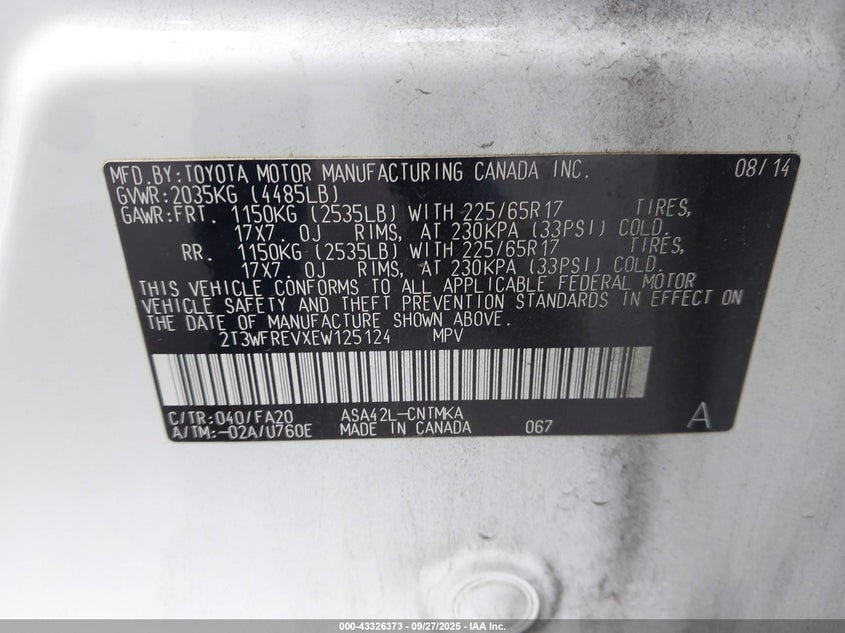 MFD.BY:TOYOTA MOTOR MANUFACTURING CANADA INC. 08/14
GVWR:2035KG (4485LB)
GAWR:FRT. 1150KG (2535LB) WITH 225/65R17 TIRES,
17X7.0J RIMS, AT 230KPA (33PSI) COLD.
RR. 1150KG (2535LB) WITH 225/65R17 TIRES,
17X7.0J RIMS, AT 230KPA (33PSI) COLD.
THIS VEHICLE CONFORMS TO ALL APPLICABLE FEDERAL MOTOR
VEHICLE SAFETY AND THEFT PREVENTION STANDARDS IN EFFECT ON
THE DATE OF MANUFACTURE SHOWN ABOVE.
2T3WFREVXEW125124 MPV
C/TR:040/FA20 ASA42L-CNTMKA
A/TM:-02A/U760E MADE IN CANADA 067 A
000-43326373 - 09/27/2025 - IAA Inc.